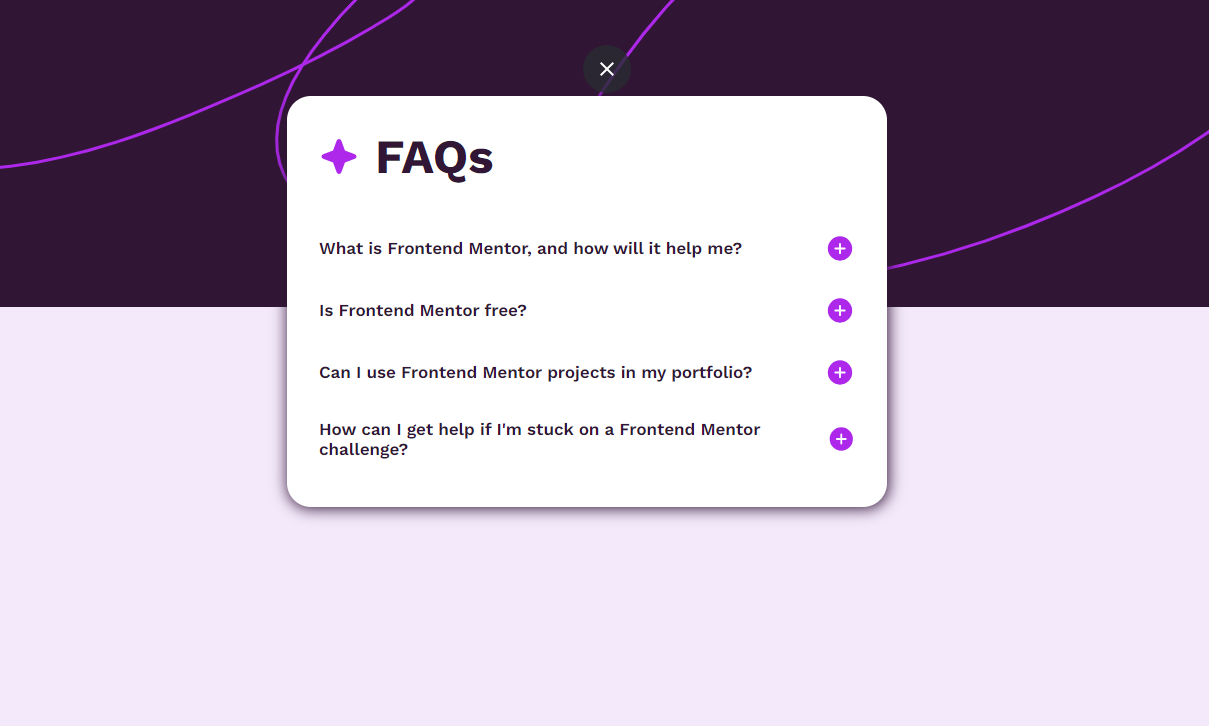 FAQs
What is Frontend Mentor, and how will it help me?
Is Frontend Mentor free?
Can I use Frontend Mentor projects in my portfolio?
How can I get help if I'm stuck on a Frontend Mentor
challenge?